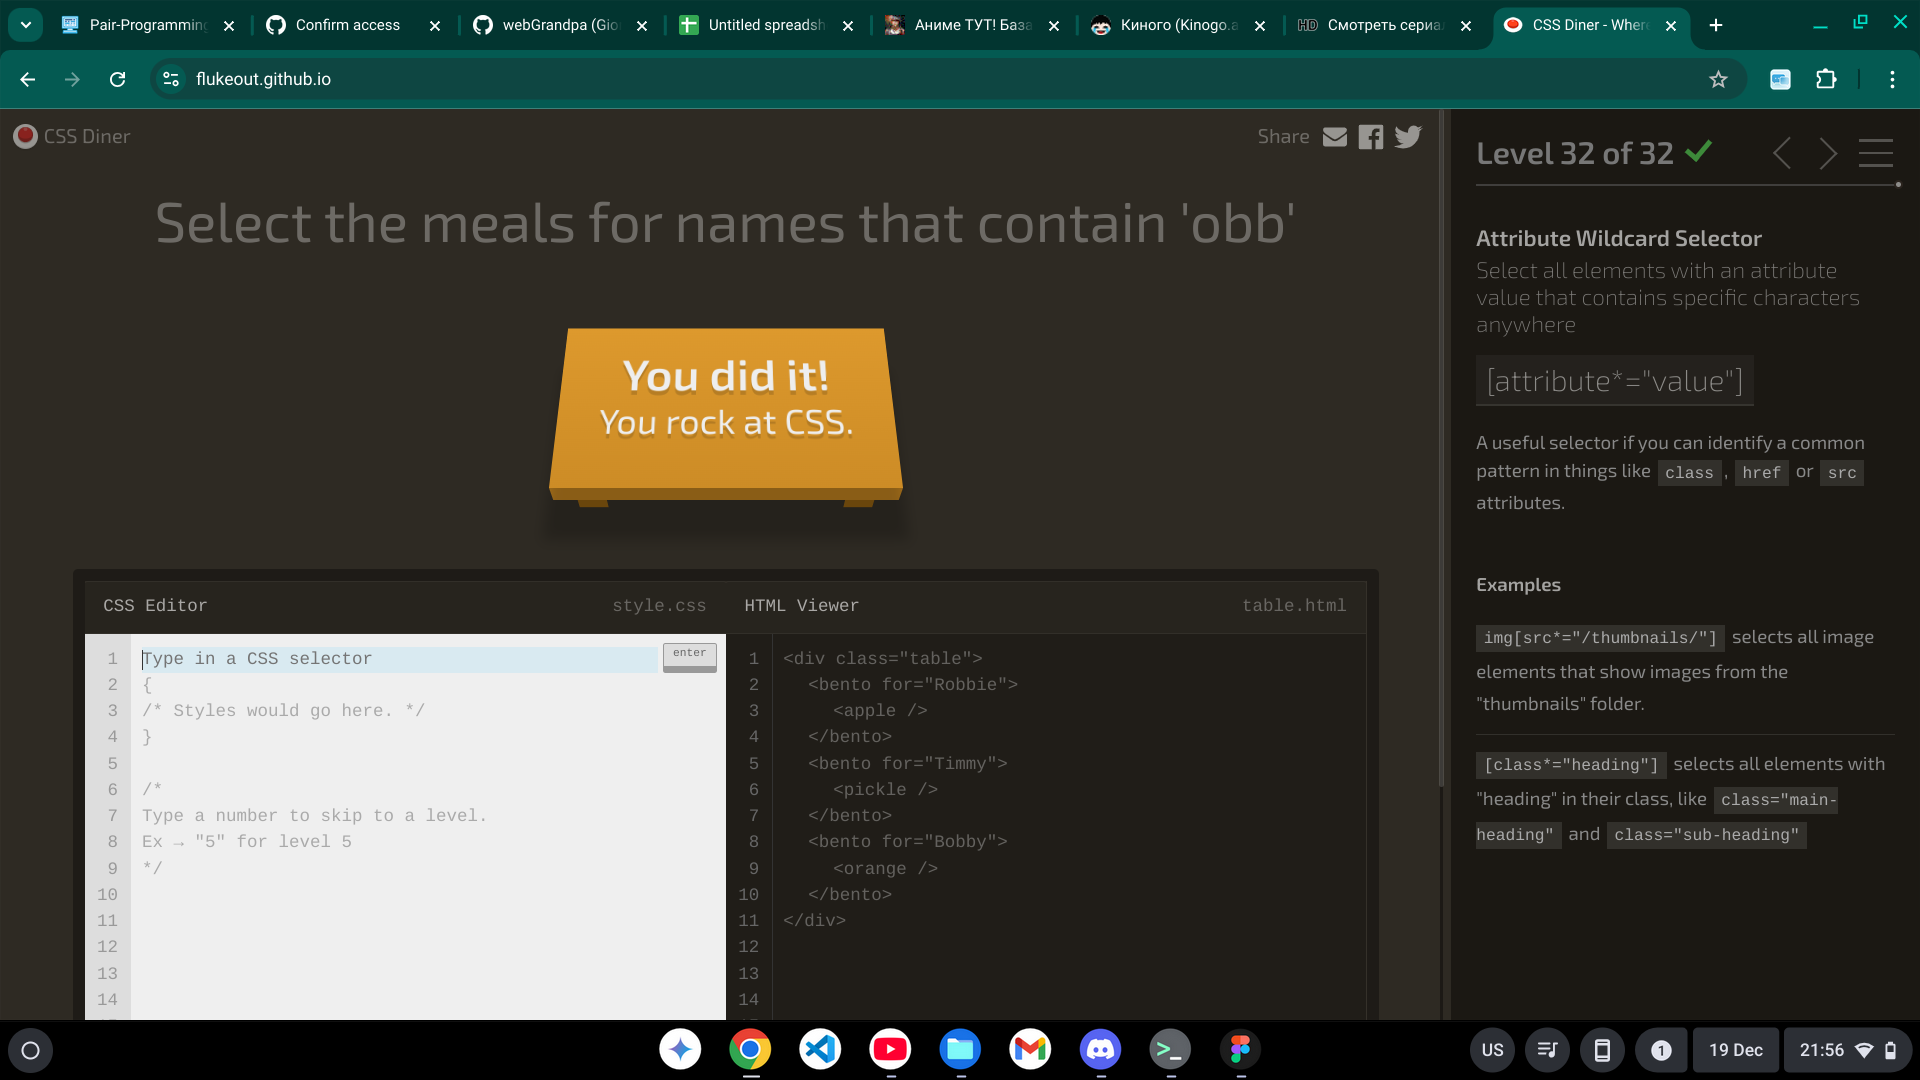 Pair-Programming
Confirm access
webGrandpa (Gio
Untitled spreadsh
Аниме ТУТ! База
Киного (Kinogo.a
HD Смотреть сериа
CSS Diner - Where
flukeout.github.io
CSS Diner
Share
Select the meals for names that contain 'obb'
You did it!
You rock at CSS.
CSS Editor
style.css
1 Type in a CSS selector
enter
2 {
3 /* Styles would go here. */
4 }
5
6 /*
7 Type a number to skip to a level.
8 Ex → "5" for level 5
9 */
10
11
12
13
14
HTML Viewer
table.html
1 <div class="table">
2 <bento for="Robbie">
3 <apple />
4 </bento>
5 <bento for="Timmy">
6 <pickle />
7 </bento>
8 <bento for="Bobby">
9 <orange />
10 </bento>
11 </div>
12
13
14
Level 32 of 32
Attribute Wildcard Selector
Select all elements with an attribute
value that contains specific characters
anywhere
[attribute*="value"]
A useful selector if you can identify a common
pattern in things like class , href or src
attributes.
Examples
img[src*="/thumbnails/"] selects all image
elements that show images from the
"thumbnails" folder.
[class*="heading"] selects all elements with
"heading" in their class, like class="main-
heading" and class="sub-heading"
US
1
19 Dec
21:56